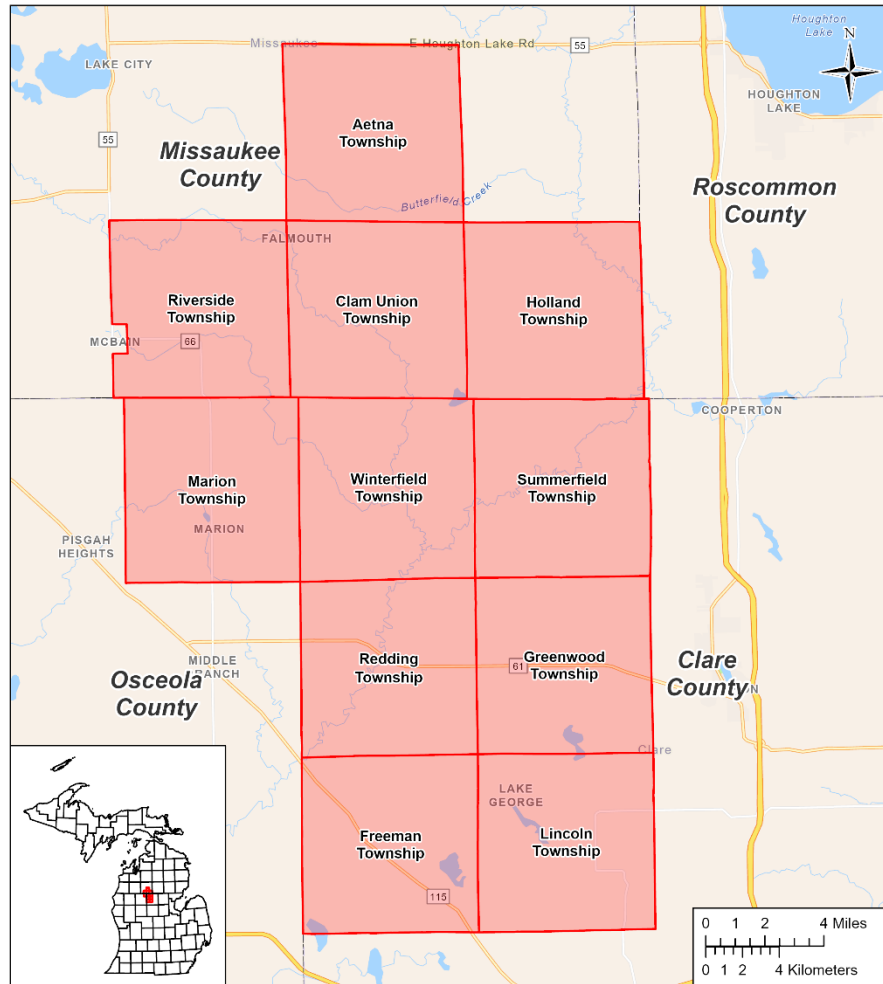 Houghton
Lake
N
Missaukee
E Houghton Lake Rd
55
LAKE CITY
HOUGHTON
LAKE
55
Aetna
Township
Missaukee
County
Roscommon
County
Butterfield Creek
FALMOUTH
Riverside
Township
Clam Union
Township
Holland
Township
MCBAIN
66
COOPERTON
Marion
Township
Winterfield
Township
Summerfield
Township
MARION
PISGAH
HEIGHTS
Redding
Township
Greenwood
Township
61
MIDDLE
Osceola
County
Clare
County
Clare
LAKE
GEORGE
Freeman
Township
Lincoln
Township
115
0 1 2 4 Miles
0 1 2 4 Kilometers